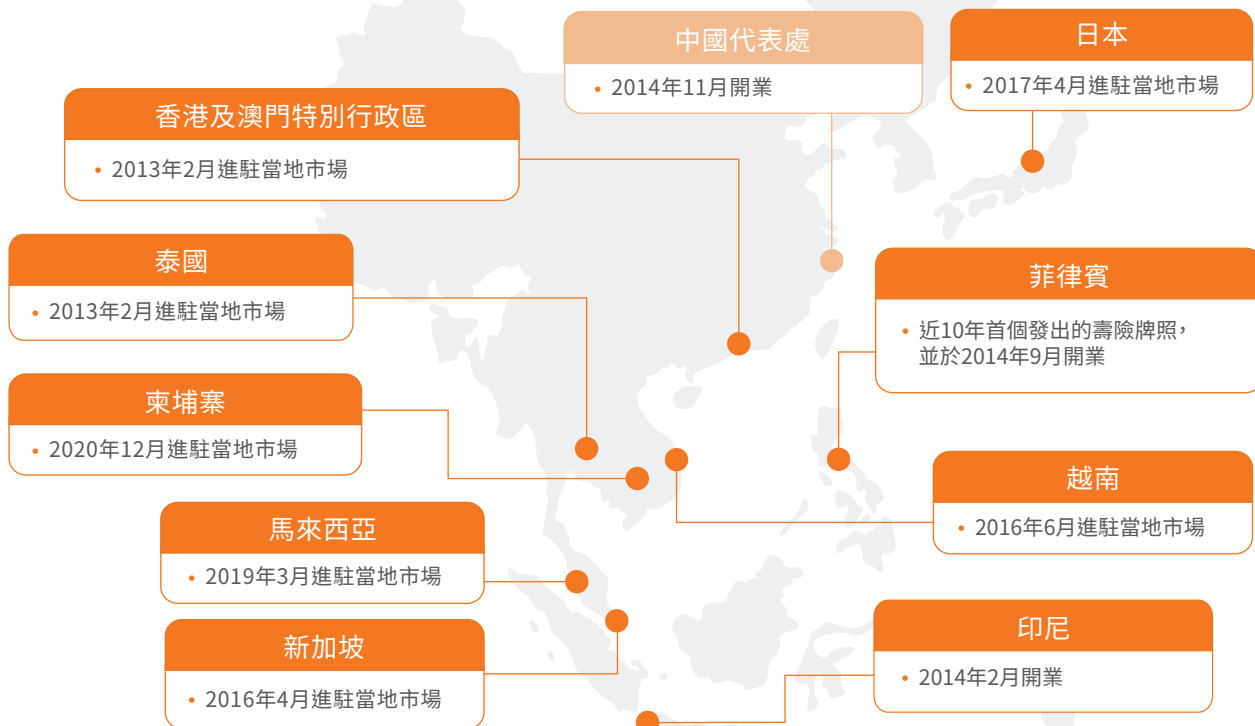 中國代表處
• 2014年11月開業
日本
• 2017年4月進駐當地市場
香港及澳門特別行政區
• 2013年2月進駐當地市場
泰國
• 2013年2月進駐當地市場
菲律賓
• 近10年首個發出的壽險牌照，
並於2014年9月開業
柬埔寨
• 2020年12月進駐當地市場
越南
• 2016年6月進駐當地市場
馬來西亞
• 2019年3月進駐當地市場
新加坡
• 2016年4月進駐當地市場
印尼
• 2014年2月開業